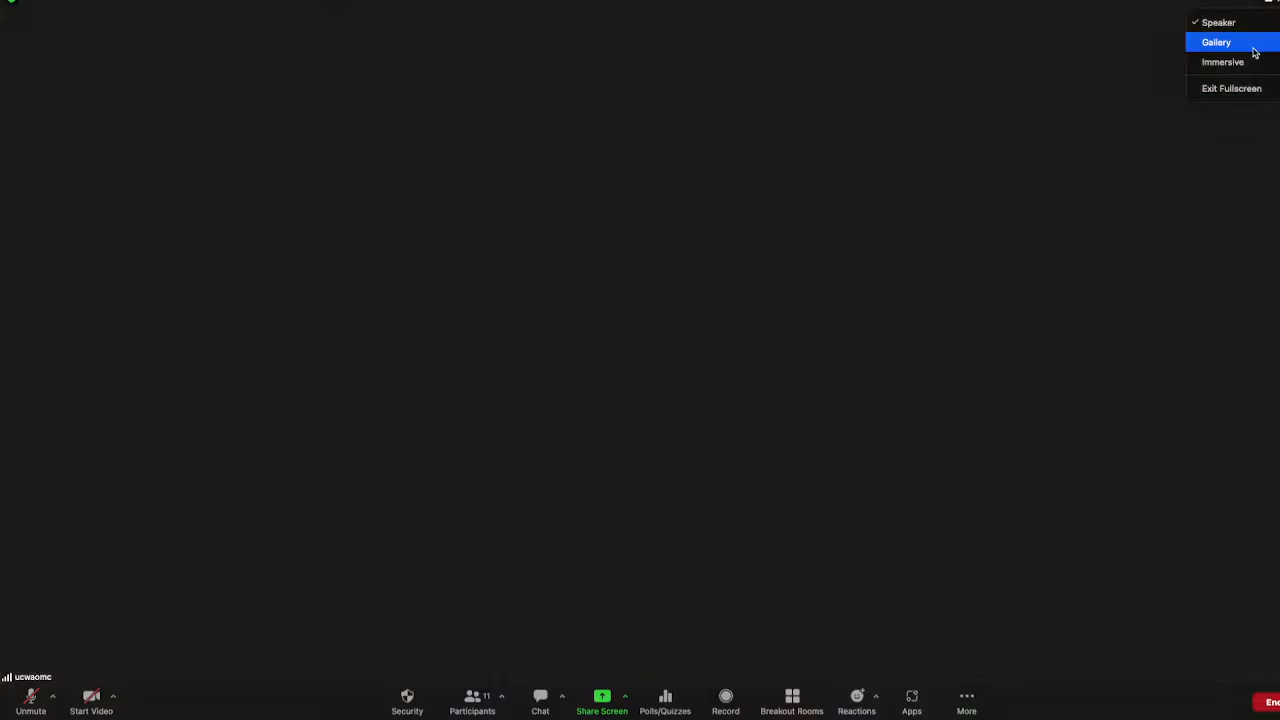 Speaker
Gallery
Immersive
Exit Fullscreen
ucwaomc
Unmute
Start Video
Security
Participants 11
Chat
Share Screen
Polls/Quizzes
Record
Breakout Rooms
Reactions
Apps
More